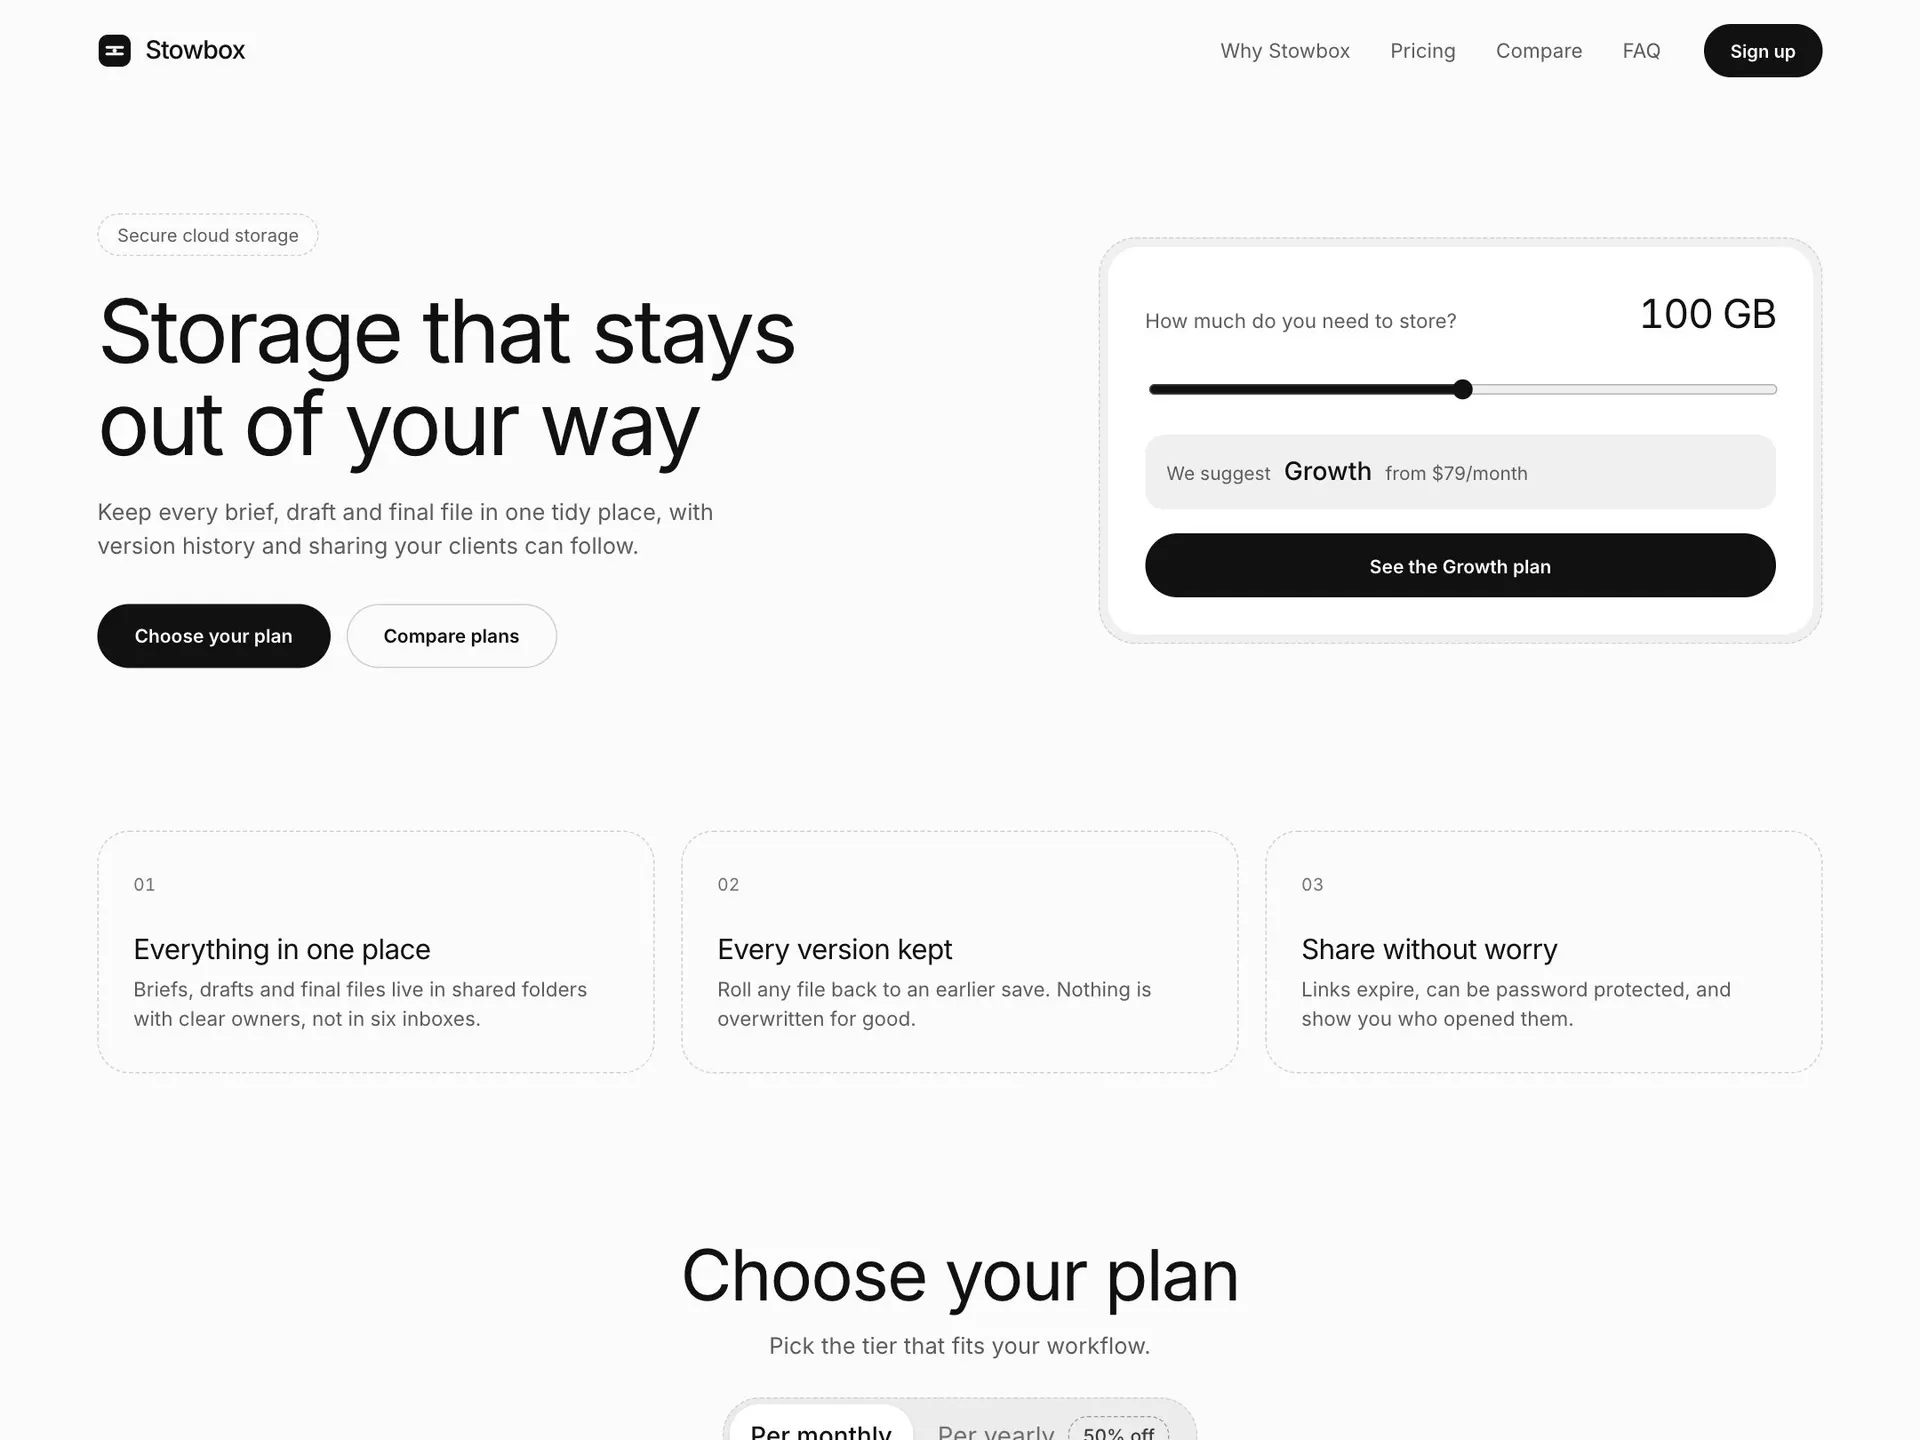 Stowbox
Why Stowbox
Pricing
Compare
FAQ
Sign up
Secure cloud storage
Storage that stays
out of your way
Keep every brief, draft and final file in one tidy place, with
version history and sharing your clients can follow.
Choose your plan
Compare plans
How much do you need to store?
100 GB
We suggest Growth from $79/month
See the Growth plan
01
Everything in one place
Briefs, drafts and final files live in shared folders
with clear owners, not in six inboxes.
02
Every version kept
Roll any file back to an earlier save. Nothing is
overwritten for good.
03
Share without worry
Links expire, can be password protected, and
show you who opened them.
Choose your plan
Pick the tier that fits your workflow.
Per monthly
Per yearly
50% off